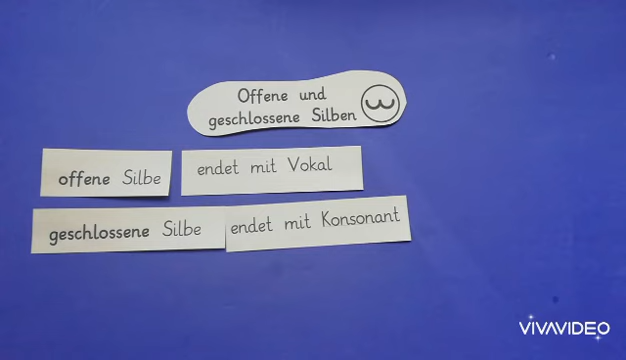 Offene und
geschlossene Silben
offene Silbe
endet mit Vokal
geschlossene Silbe
endet mit Konsonant
VIVAVIDEO